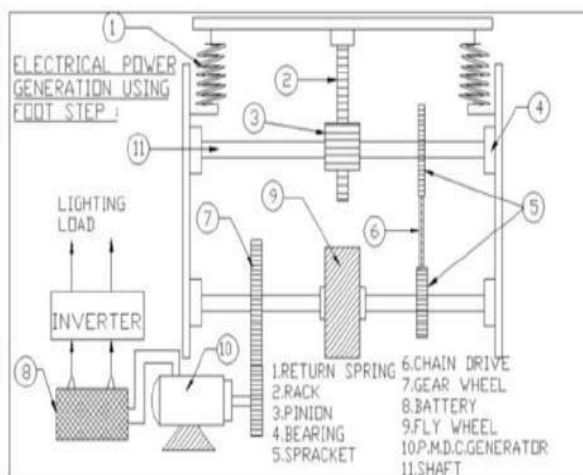 1
ELECTRICAL POWER
GENERATION USING
FOOT STEP :
2
3
4
11
LIGHTING
LOAD
7
9
6
5
INVERTER
8
10
1.RETURN SPRING
2.RACK
3.PINION
4.BEARING
5.SPRACKET
6.CHAIN DRIVE
7.GEAR WHEEL
8.BATTERY
9.FLY WHEEL
10.P.M.D.C.GENERATOR
11.SHAFT